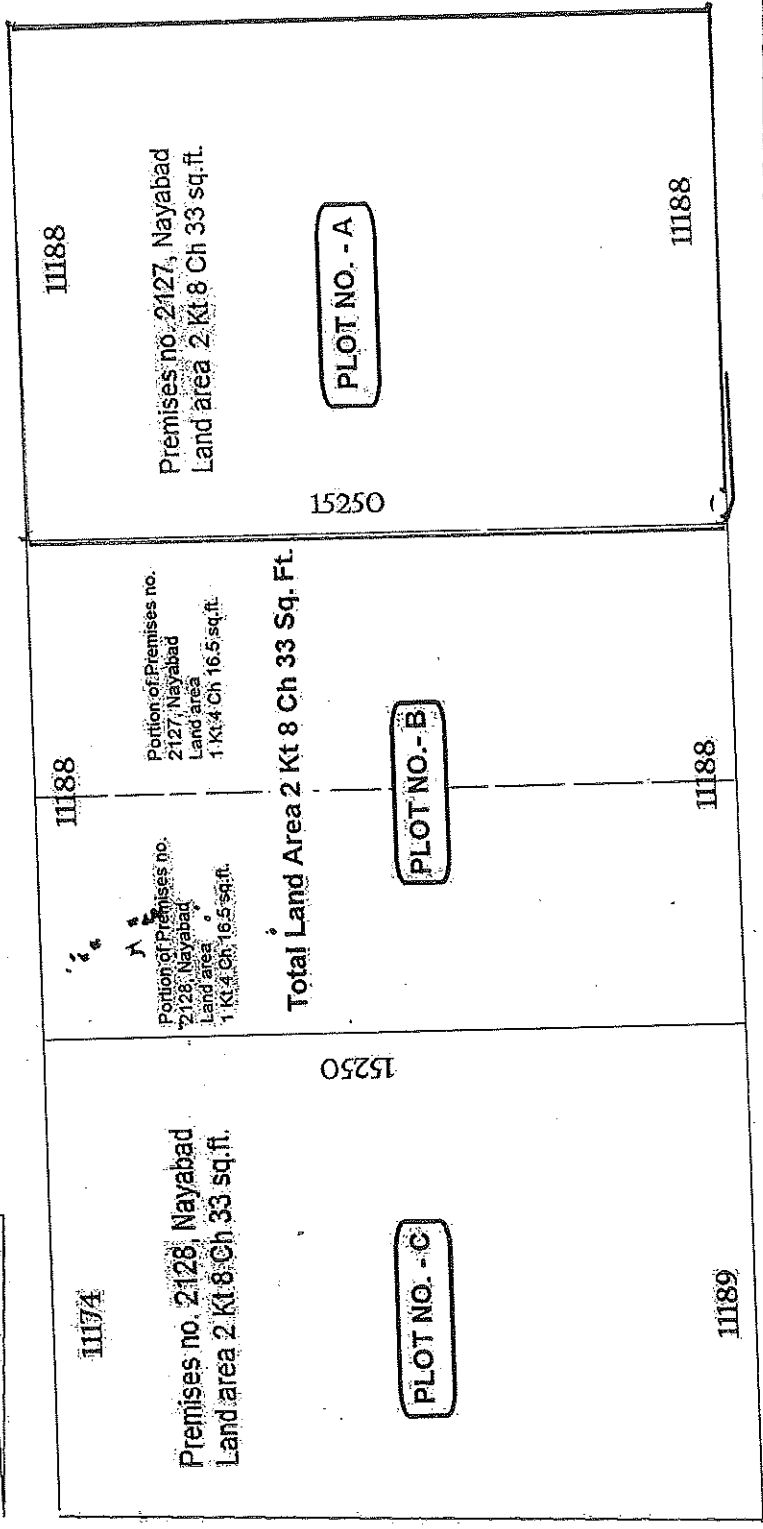 11174
Premises no. 2128, Nayabad
Land area 2 Kt 8 Ch 33 sq.ft.
15250
PLOT NO. - C
11189
11188
Portion of Premises no.
2128, Nayabad
Land area
1 Kt 4 Ch 16.5 sq.ft.
Portion of Premises no.
2127, Nayabad
Land area
1 Kt 4 Ch 16.5 sq.ft.
Total Land Area 2 Kt 8 Ch 33 Sq. Ft.
PLOT NO.- B
11188
11188
Premises no. 2127, Nayabad
Land area 2 Kt 8 Ch 33 sq.ft.
15250
PLOT NO. - A
11188